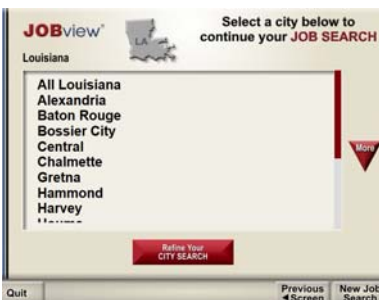 JOBview®
LA
Select a city below to
continue your JOB SEARCH
Louisiana
All Louisiana
Alexandria
Baton Rouge
Bossier City
Central
Chalmette
Gretna
Hammond
Harvey
More
Refine Your
CITY SEARCH
Quit
Previous
◄Screen
New Job
Search